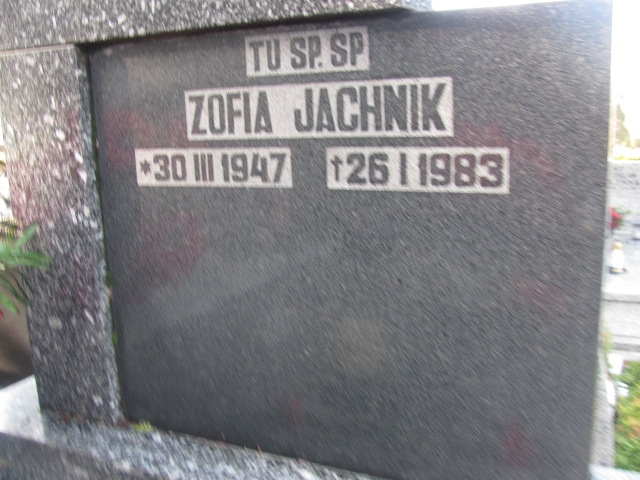 TU SP. SP
ZOFIA JACHNIK
*30 III 1947 †26 I 1983